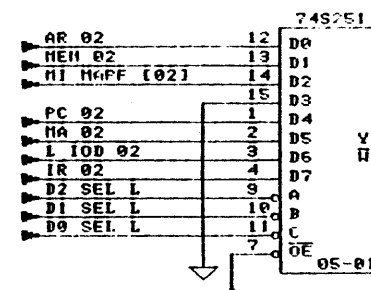 74S251
AR 02 12 D0
MEM 02 13 D1
MI MAPF [02] 14 D2
15 D3
PC 02 1 D4
MA 02 2 D5 Y
L IOD 02 3 D6 W
IR 02 4 D7
D2 SEL L 9 A
D1 SEL L 10 B
D0 SEL L 11 C
7 OE
05-01